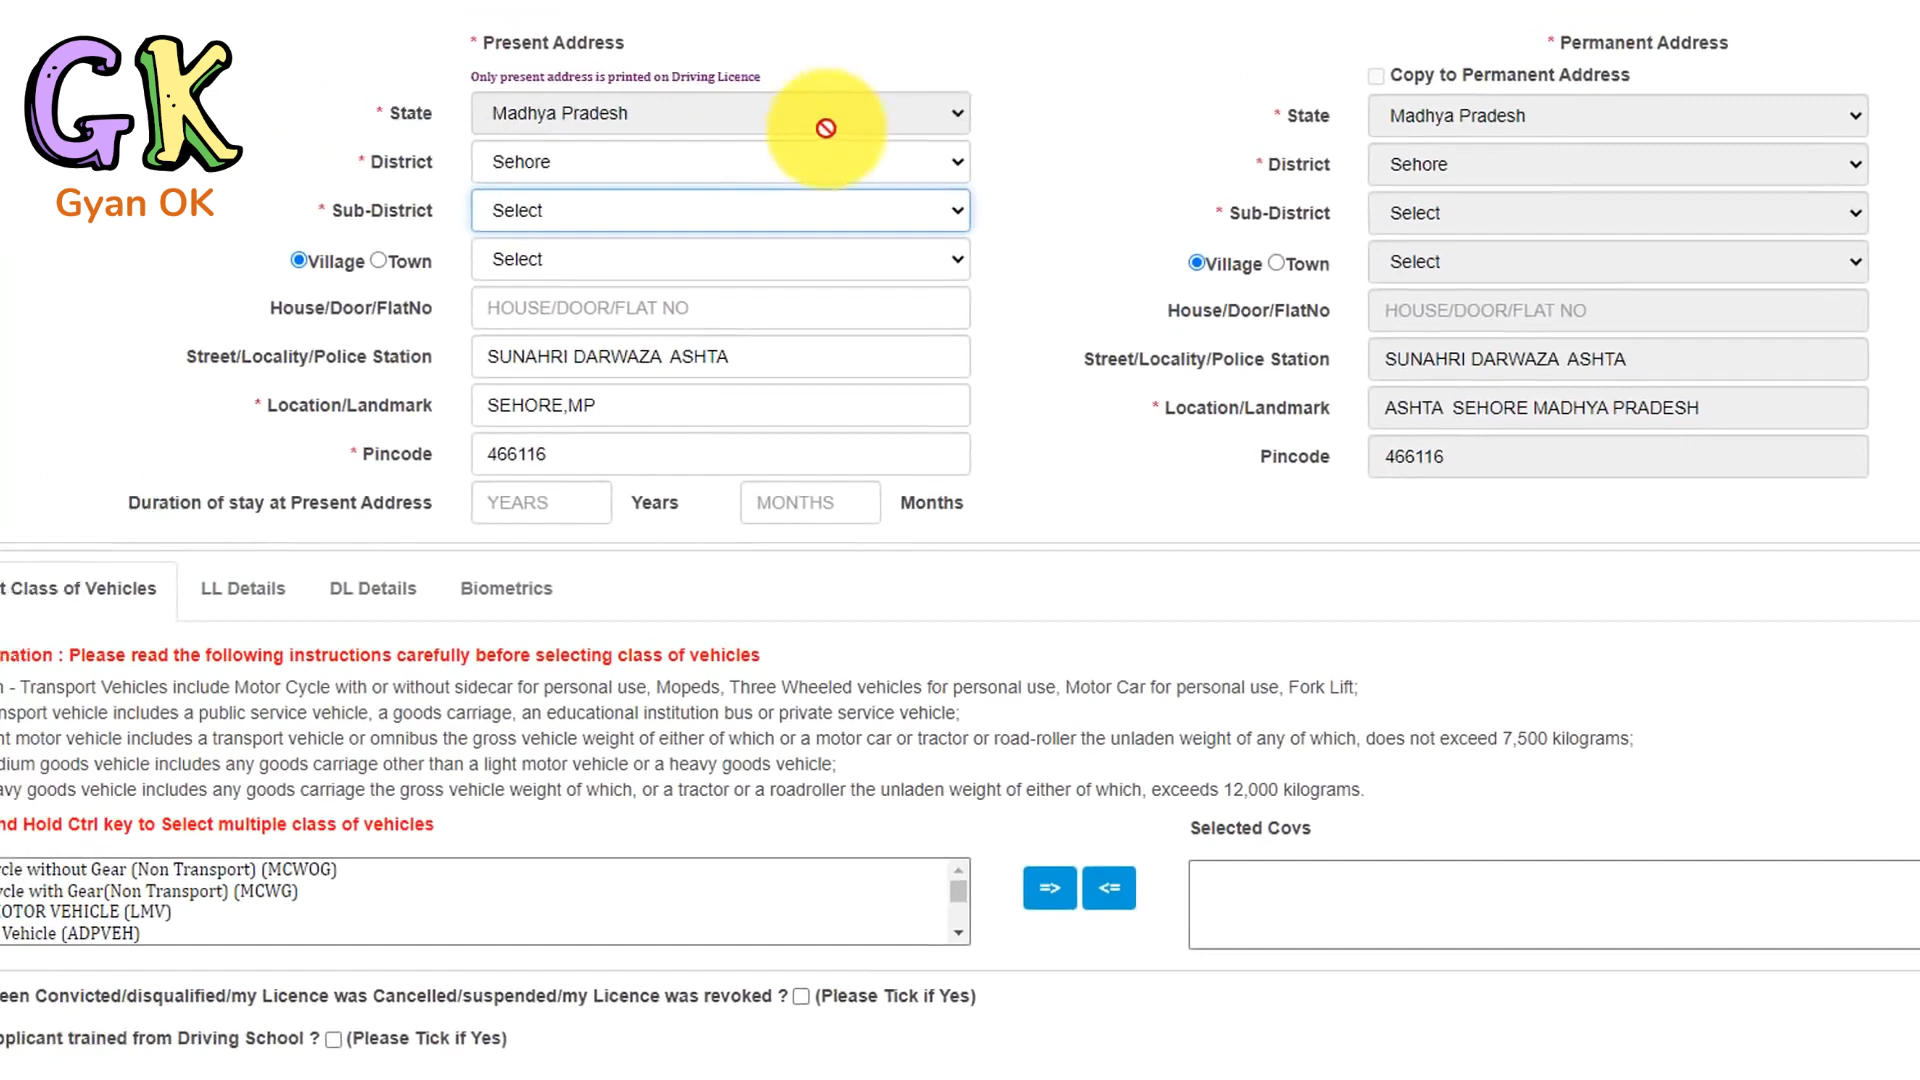 GK
Gyan OK
* Present Address
Only present address is printed on Driving Licence
* State Madhya Pradesh
* District Sehore
* Sub-District Select
Village Town Select
House/Door/FlatNo HOUSE/DOOR/FLAT NO
Street/Locality/Police Station SUNAHRI DARWAZA ASHTA
* Location/Landmark SEHORE,MP
* Pincode 466116
Duration of stay at Present Address YEARS Years MONTHS Months
* Permanent Address
Copy to Permanent Address
* State Madhya Pradesh
* District Sehore
* Sub-District Select
Village Town Select
House/Door/FlatNo HOUSE/DOOR/FLAT NO
Street/Locality/Police Station SUNAHRI DARWAZA ASHTA
* Location/Landmark ASHTA SEHORE MADHYA PRADESH
Pincode 466116
t Class of Vehicles LL Details DL Details Biometrics
nation : Please read the following instructions carefully before selecting class of vehicles
n - Transport Vehicles include Motor Cycle with or without sidecar for personal use, Mopeds, Three Wheeled vehicles for personal use, Motor Car for personal use, Fork Lift;
nsport vehicle includes a public service vehicle, a goods carriage, an educational institution bus or private service vehicle;
ht motor vehicle includes a transport vehicle or omnibus the gross vehicle weight of either of which or a motor car or tractor or road-roller the unladen weight of any of which, does not exceed 7,500 kilograms;
dium goods vehicle includes any goods carriage other than a light motor vehicle or a heavy goods vehicle;
avy goods vehicle includes any goods carriage the gross vehicle weight of which, or a tractor or a roadroller the unladen weight of either of which, exceeds 12,000 kilograms.
nd Hold Ctrl key to Select multiple class of vehicles
Selected Covs
ycle without Gear (Non Transport) (MCWOG)
ycle with Gear(Non Transport) (MCWG)
MOTOR VEHICLE (LMV)
Vehicle (ADPVEH)
=> <=
een Convicted/disqualified/my Licence was Cancelled/suspended/my Licence was revoked ? (Please Tick if Yes)
pplicant trained from Driving School ? (Please Tick if Yes)